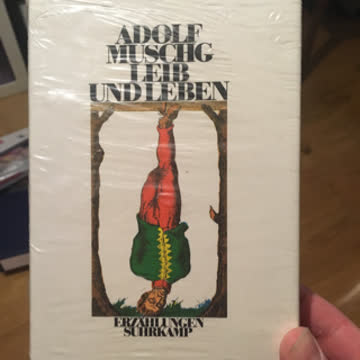 ADOLF
MUSCHG
LEIB
UND LEBEN
ERZÄHLUNGEN
SUHRKAMP